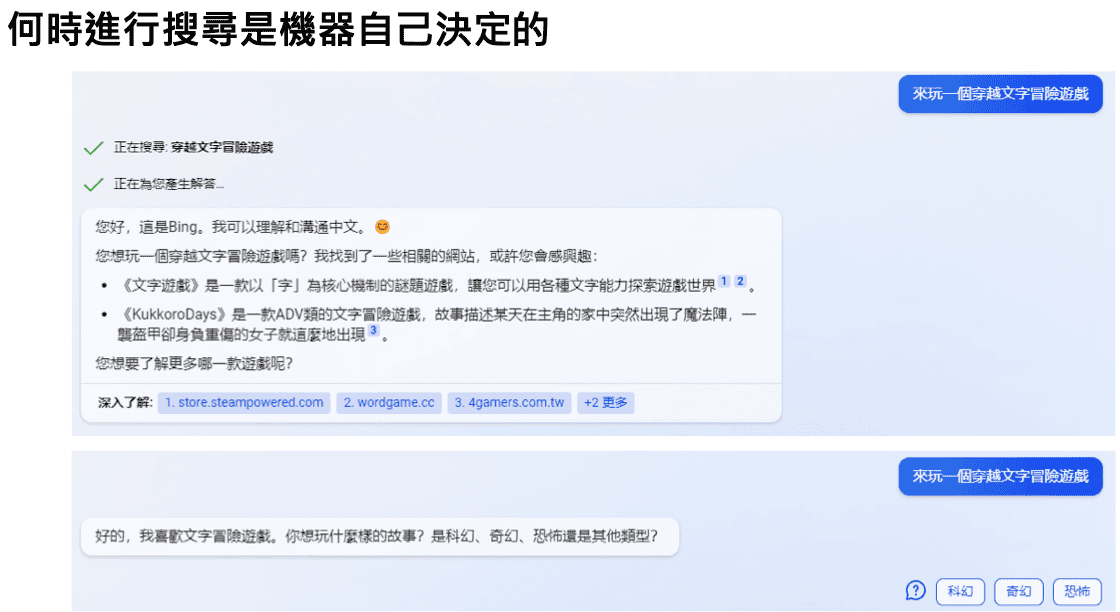 何時進行搜尋是機器自己決定的
來玩一個穿越文字冒險遊戲
正在搜尋: 穿越文字冒險遊戲
正在為您產生解答...
您好，這是Bing。我可以理解和溝通中文。😊
您想玩一個穿越文字冒險遊戲嗎？我找到了一些相關的網站，或許您會感興趣：
• 《文字遊戲》是一款以「字」為核心機制的謎題遊戲，讓您可以用各種文字能力探索遊戲世界 1 2 。
• 《KukkoroDays》是一款ADV類的文字冒險遊戲，故事描述某天在主角的家中突然出現了魔法陣，一
襲盔甲卻身負重傷的女子就這麼地出現 3 。
您想要了解更多哪一款遊戲呢？
深入了解: 1. store.steampowered.com 2. wordgame.cc 3. 4gamers.com.tw +2 更多
來玩一個穿越文字冒險遊戲
好的，我喜歡文字冒險遊戲。你想玩什麼樣的故事？是科幻、奇幻、恐怖還是其他類型？
科幻 奇幻 恐怖